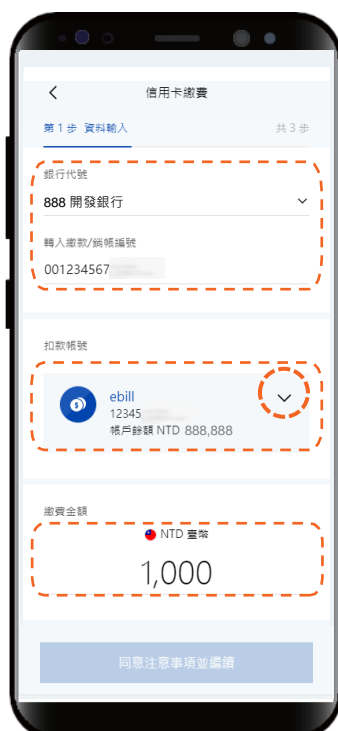 信用卡繳費
第1步 資料輸入 共3步
銀行代號
888 開發銀行
轉入繳款/銷帳編號
001234567
扣款帳號
ebill
12345
帳戶餘額 NTD 888,888
繳費金額
NTD 臺幣
1,000
同意注意事項並繼續